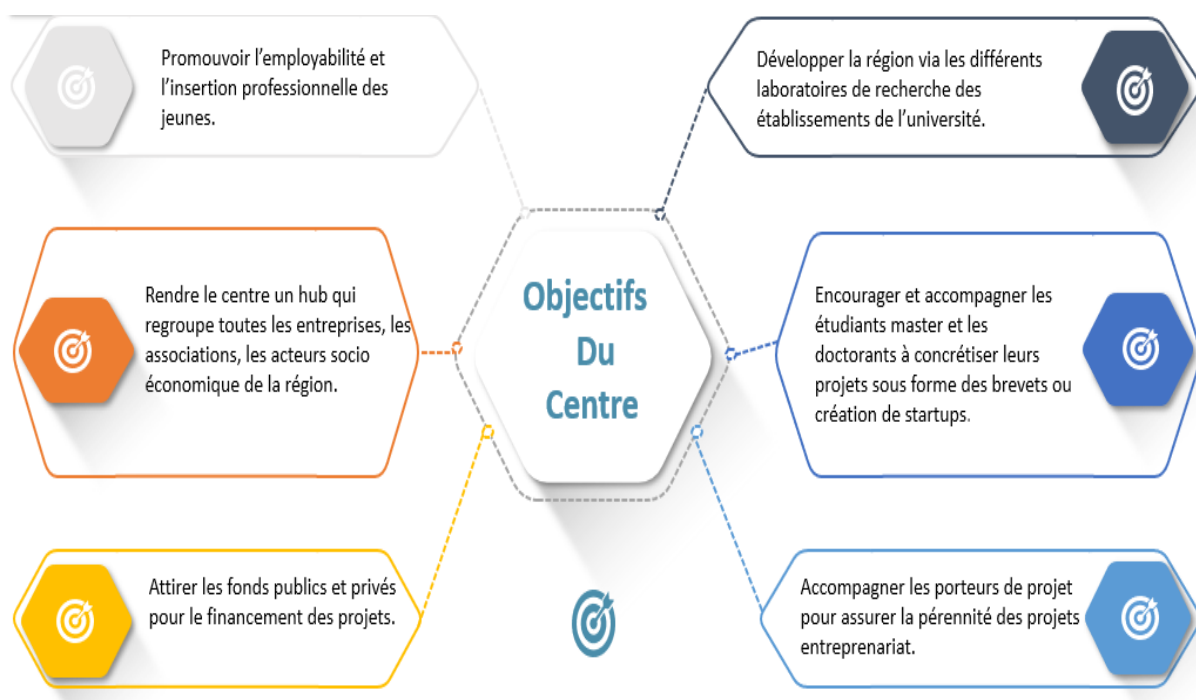 Promouvoir l'employabilité et
l'insertion professionnelle des
jeunes.
Développer la région via les différents
laboratoires de recherche des
établissements de l'université.
Rendre le centre un hub qui
regroupe toutes les entreprises, les
associations, les acteurs socio
économique de la région.
Objectifs
Du
Centre
Encourager et accompagner les
étudiants master et les
doctorants à concrétiser leurs
projets sous forme des brevets ou
création de startups.
Attirer les fonds publics et privés
pour le financement des projets.
Accompagner les porteurs de projet
pour assurer la pérennité des projets
entreprenariat.